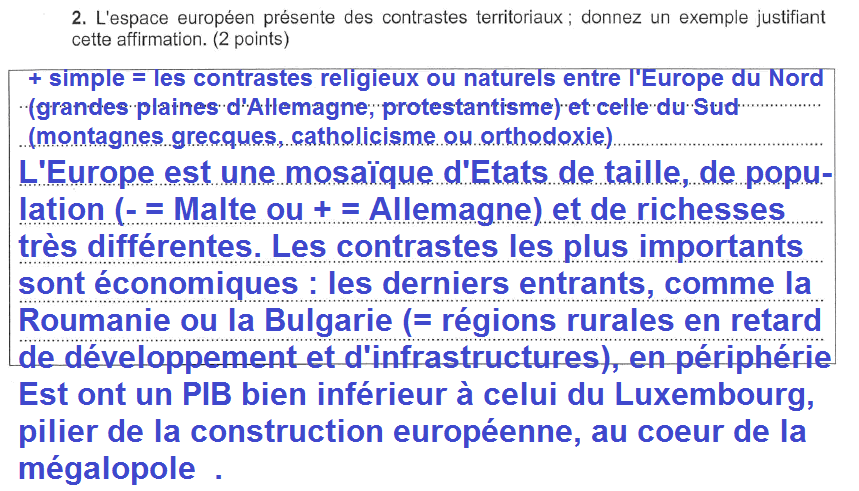 2. L'espace européen présente des contrastes territoriaux ; donnez un exemple justifiant
cette affirmation. (2 points)
+ simple = les contrastes religieux ou naturels entre l'Europe du Nord
(grandes plaines d'Allemagne, protestantisme) et celle du Sud
(montagnes grecques, catholicisme ou orthodoxie)
L'Europe est une mosaïque d'Etats de taille, de popu-
lation (- = Malte ou + = Allemagne) et de richesses
très différentes. Les contrastes les plus importants
sont économiques : les derniers entrants, comme la
Roumanie ou la Bulgarie (= régions rurales en retard
de développement et d'infrastructures), en périphérie
Est ont un PIB bien inférieur à celui du Luxembourg,
pilier de la construction européenne, au coeur de la
mégalopole .